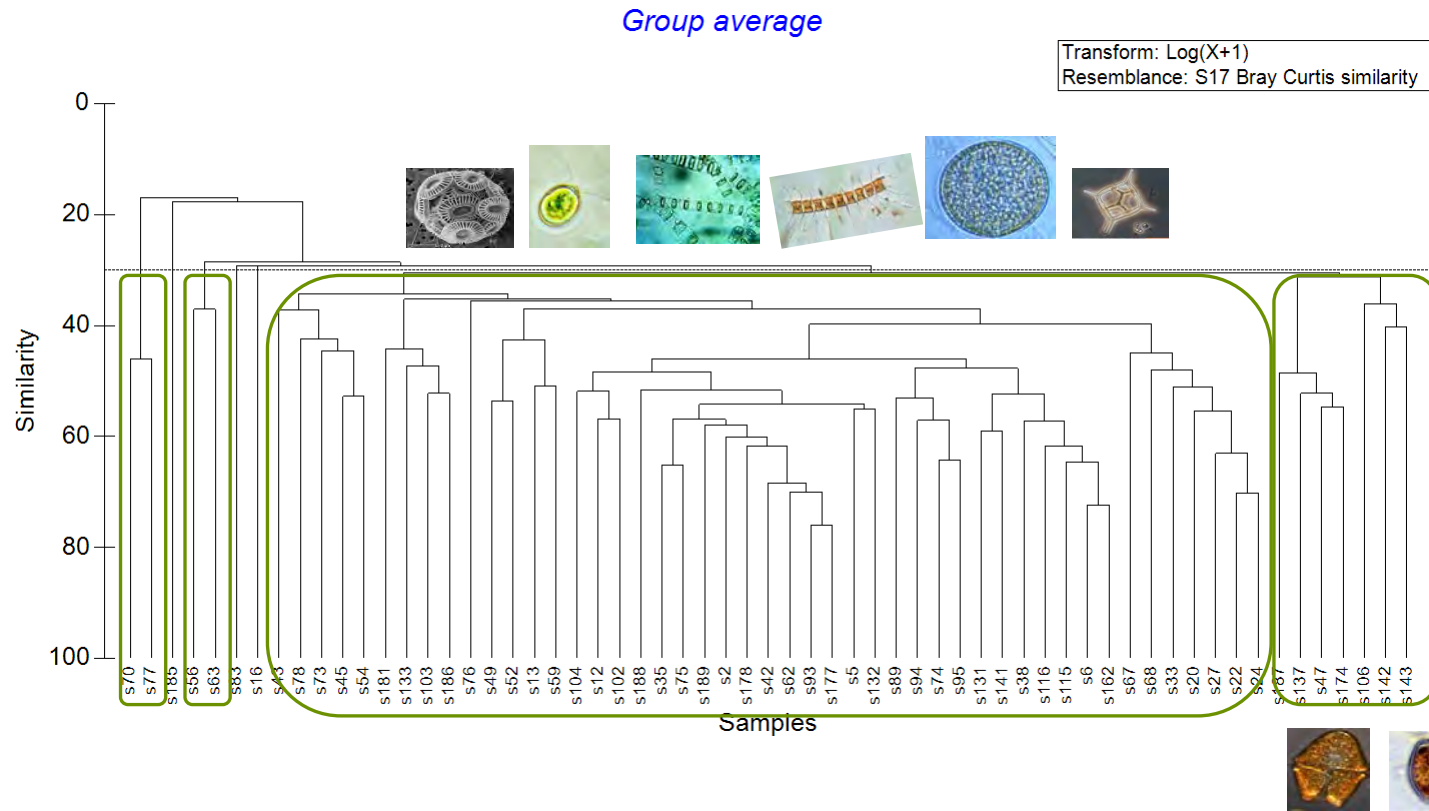 Group average
Transform: Log(X+1)
Resemblance: S17 Bray Curtis similarity
Similarity
0
20
40
60
80
100
s70
s77
s185
s56
s63
s83
s16
s43
s78
s73
s45
s54
s181
s133
s103
s186
s76
s49
s52
s13
s59
s104
s12
s102
s188
s35
s75
s189
s2
s178
s42
s62
s93
s177
s5
s132
s89
s94
s74
s95
s131
s141
s38
s116
s115
s6
s162
s67
s68
s33
s20
s27
s22
s24
s187
s137
s47
s174
s106
s142
s143
Samples